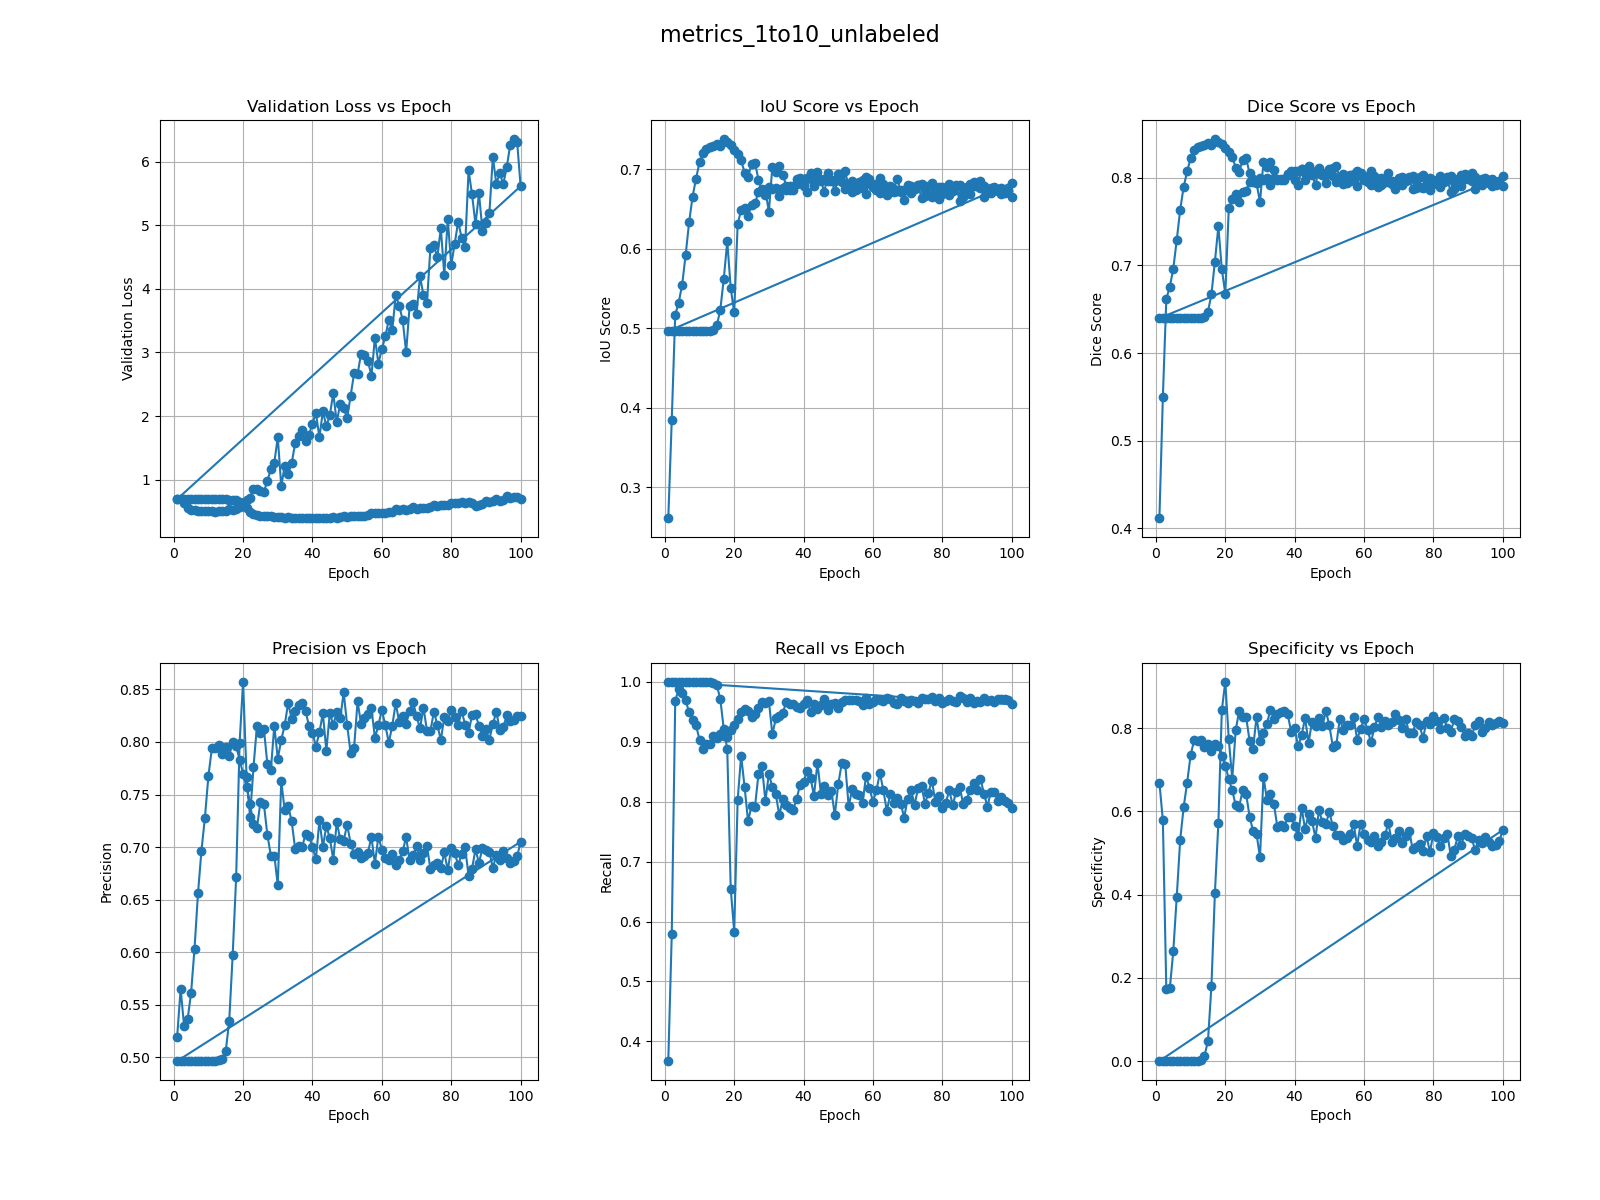 metrics_1to10_unlabeled
Validation Loss vs Epoch
Validation Loss
6
5
4
3
2
1
0 20 40 60 80 100
Epoch
IoU Score vs Epoch
IoU Score
0.7
0.6
0.5
0.4
0.3
0 20 40 60 80 100
Epoch
Dice Score vs Epoch
Dice Score
0.8
0.7
0.6
0.5
0.4
0 20 40 60 80 100
Epoch
Precision vs Epoch
Precision
0.85
0.80
0.75
0.70
0.65
0.60
0.55
0.50
0 20 40 60 80 100
Epoch
Recall vs Epoch
Recall
1.0
0.9
0.8
0.7
0.6
0.5
0.4
0 20 40 60 80 100
Epoch
Specificity vs Epoch
Specificity
0.8
0.6
0.4
0.2
0.0
0 20 40 60 80 100
Epoch